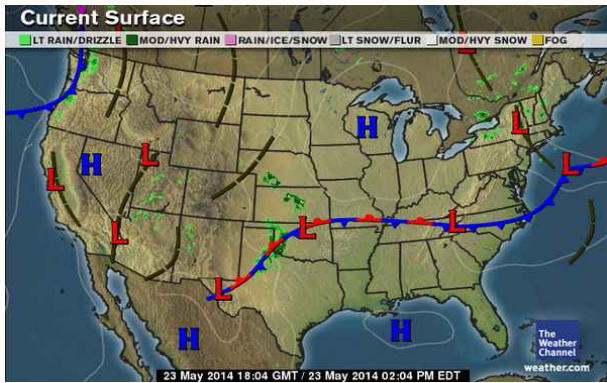 Current Surface
LT RAIN/DRIZZLE MOD/HVY RAIN RAIN/ICE/SNOW LT SNOW/FLUR MOD/HVY SNOW FOG
L
H
L
L
H
L
L
L
L
L
L
H
H
The
Weather
Channel
weather.com
23 May 2014 18:04 GMT / 23 May 2014 02:04 PM EDT